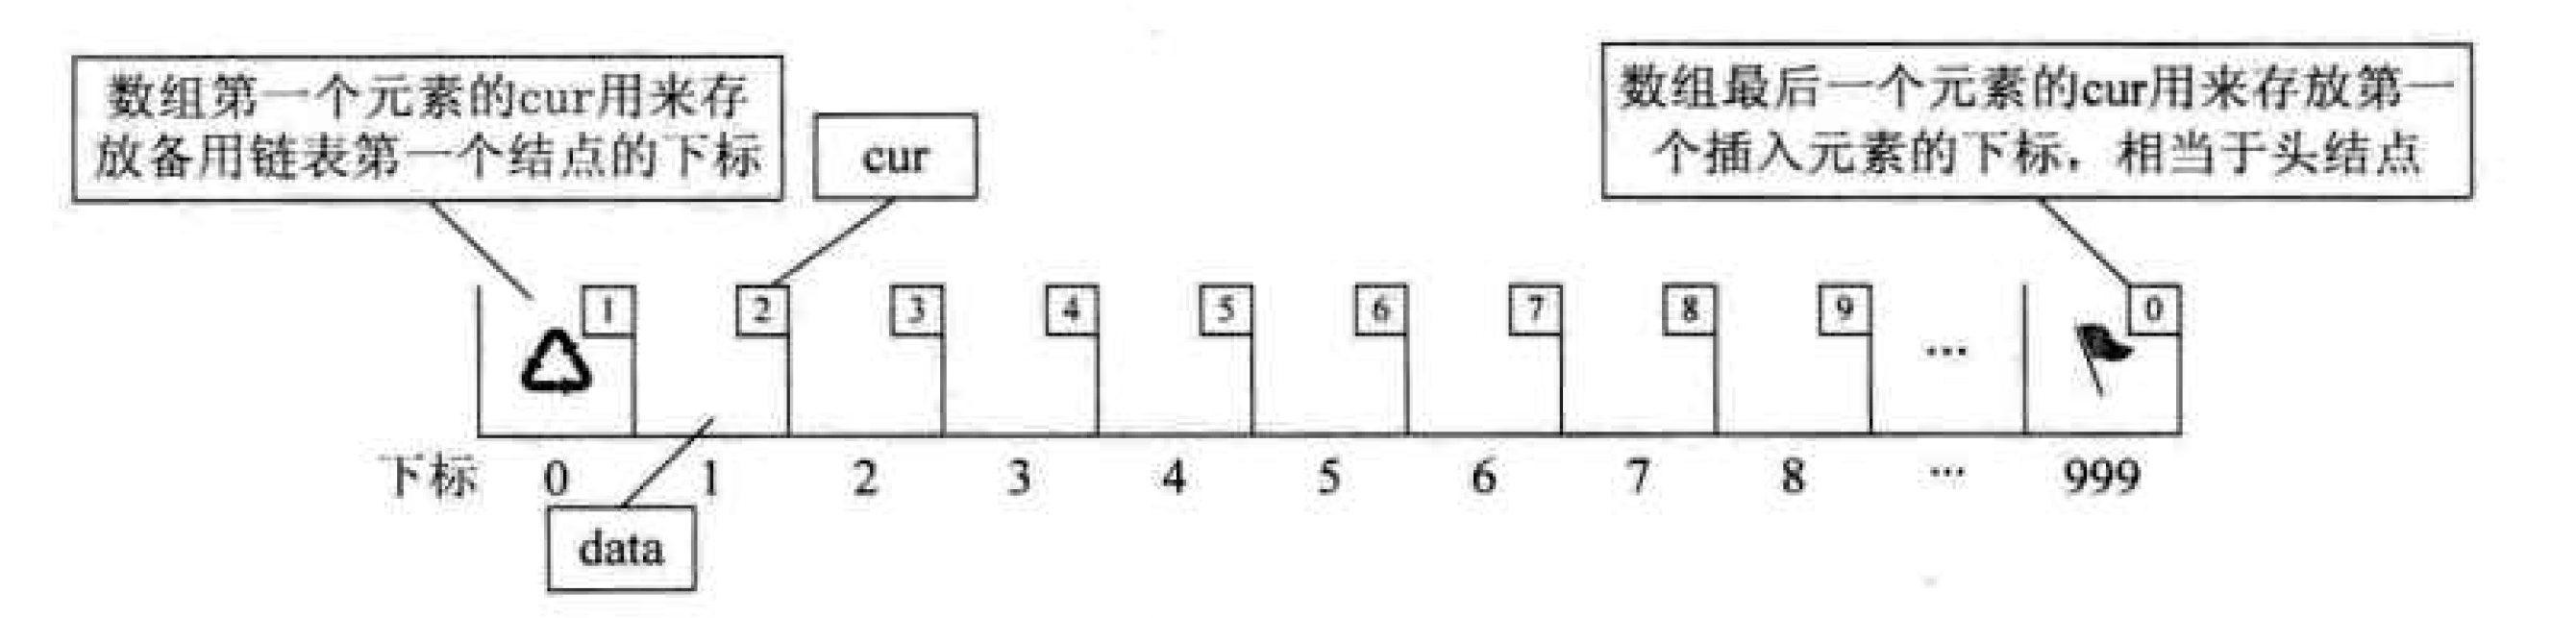 数组第一个元素的cur用来存
放备用链表第一个结点的下标
cur
数组最后一个元素的cur用来存放第一
个插入元素的下标，相当于头结点
1 2 3 4 5 6 7 8 9 ... 0
下标 0 1 2 3 4 5 6 7 8 ... 999
data